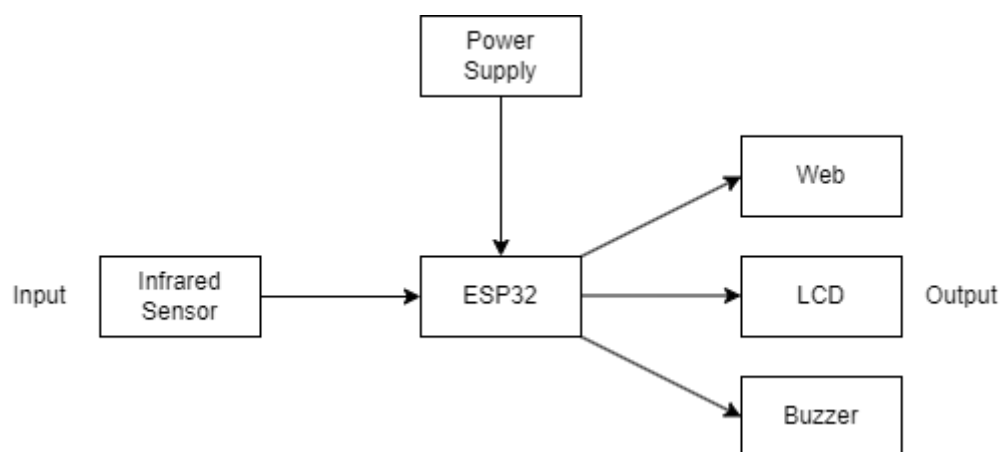 Power
Supply
Web
Input
Infrared
Sensor
ESP32
LCD
Output
Buzzer